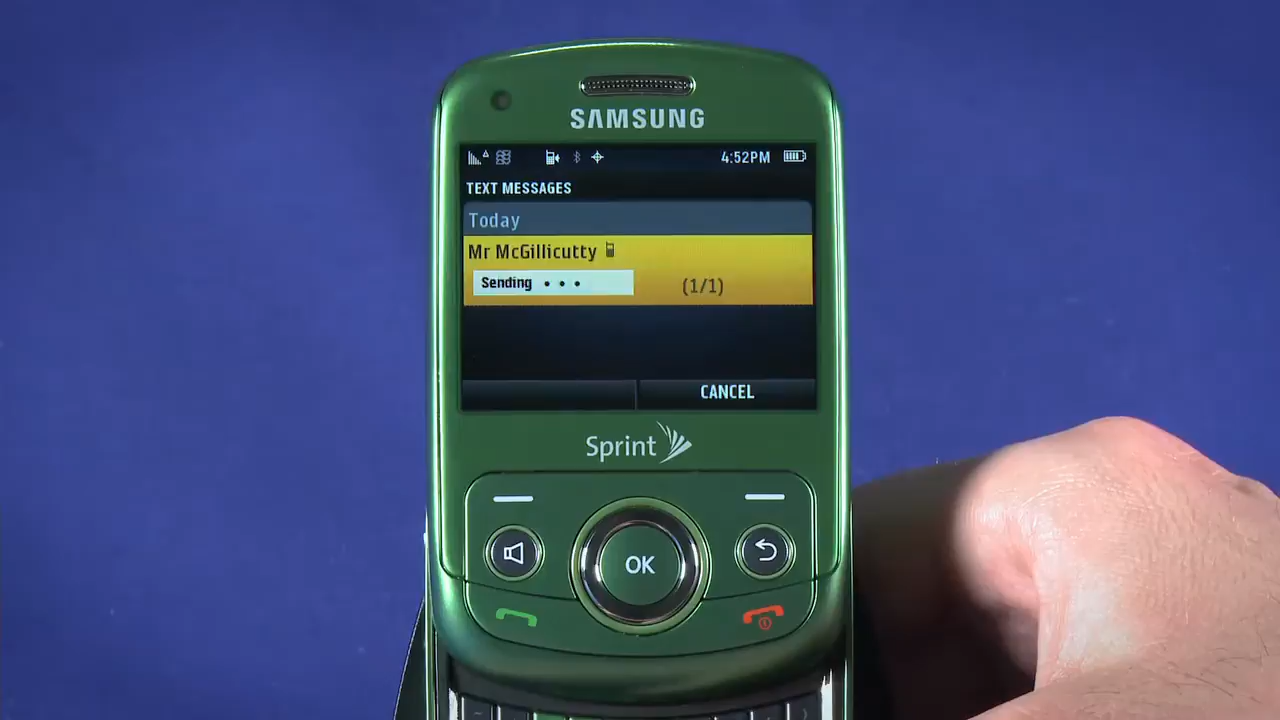 SAMSUNG
4:52PM
TEXT MESSAGES
Today
Mr McGillicutty
Sending • • •
(1/1)
CANCEL
Sprint
OK